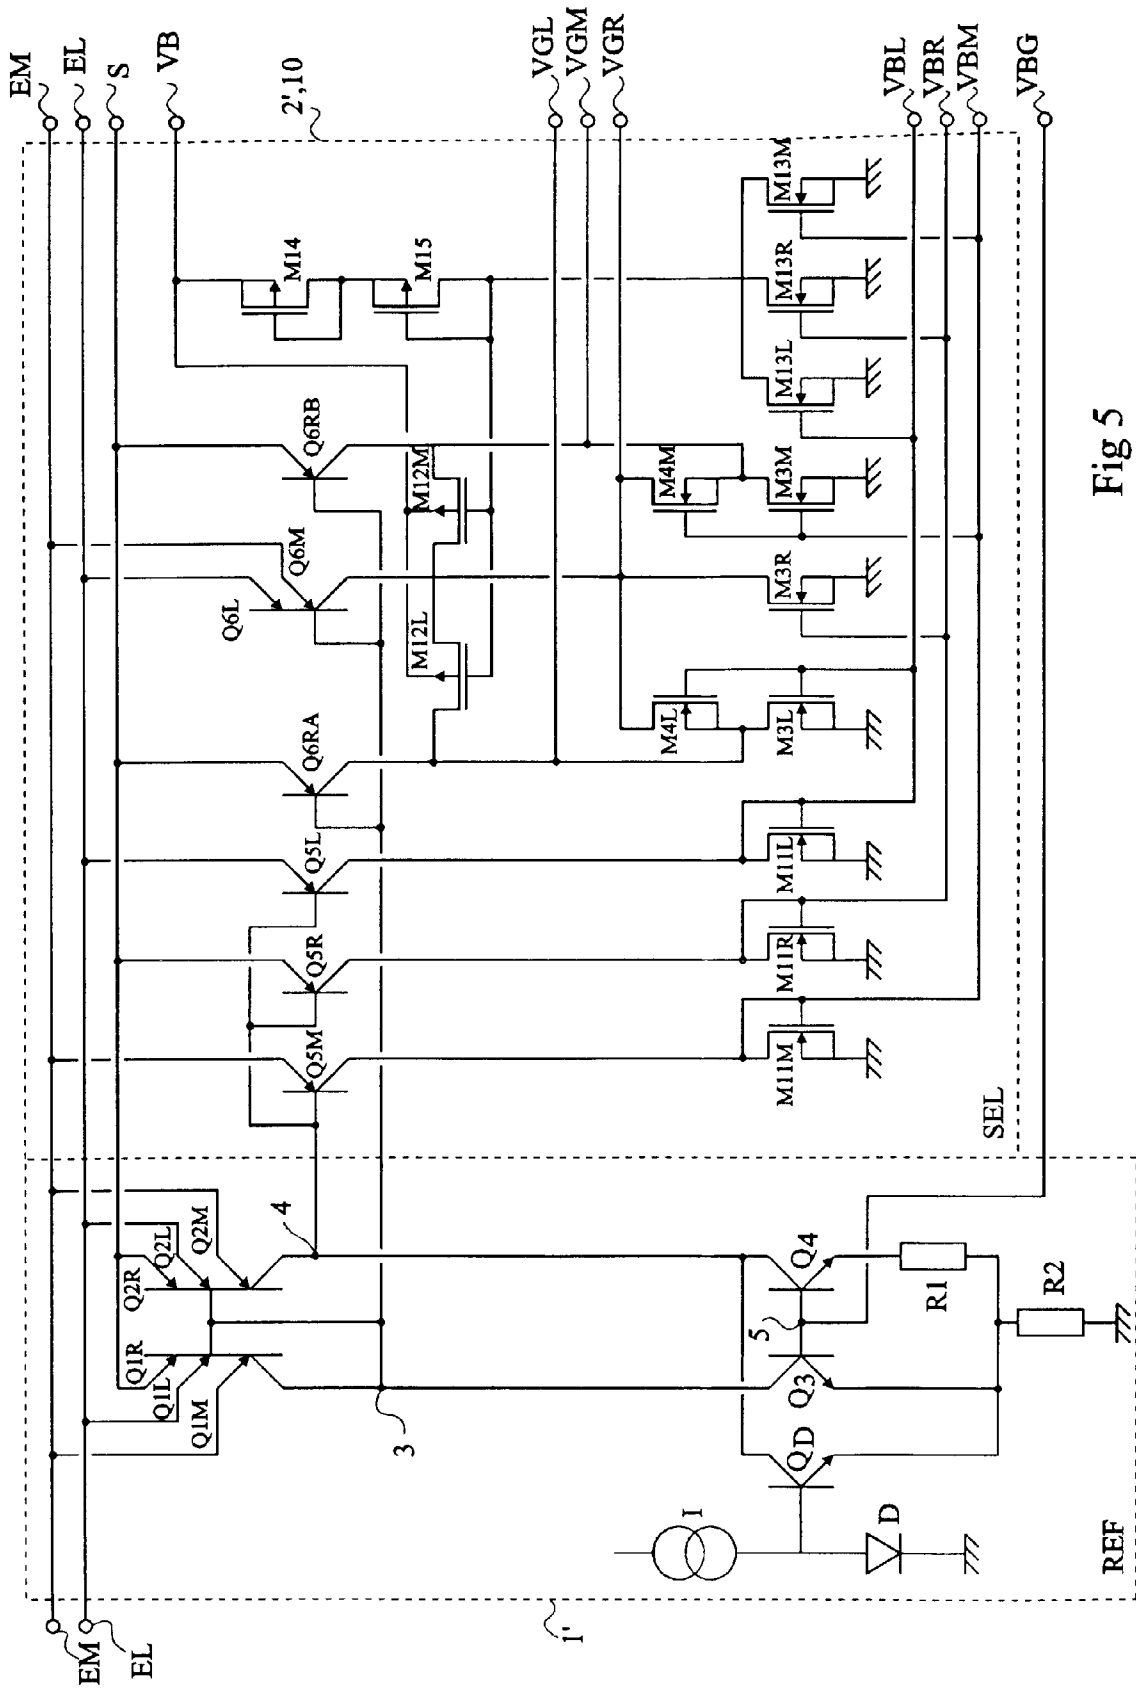 EM
EL
S
VB
VGL
VGM
VGR
VBL
VBR
VBM
VBG
2',10
M14
M15
M13M
M13R
M13L
Q6RB
M12M
M4M
M3M
Q6M
Q6L
M12L
M3R
Q6RA
M4L
M3L
Q5L
Q5R
Q5M
M11L
M11R
M11M
SEL
Q2R
Q2L
Q2M
4
Q1R
Q1L
Q1M
3
5
Q4
Q3
QD
R1
R2
I
D
REF
1'
EM
EL
Fig 5